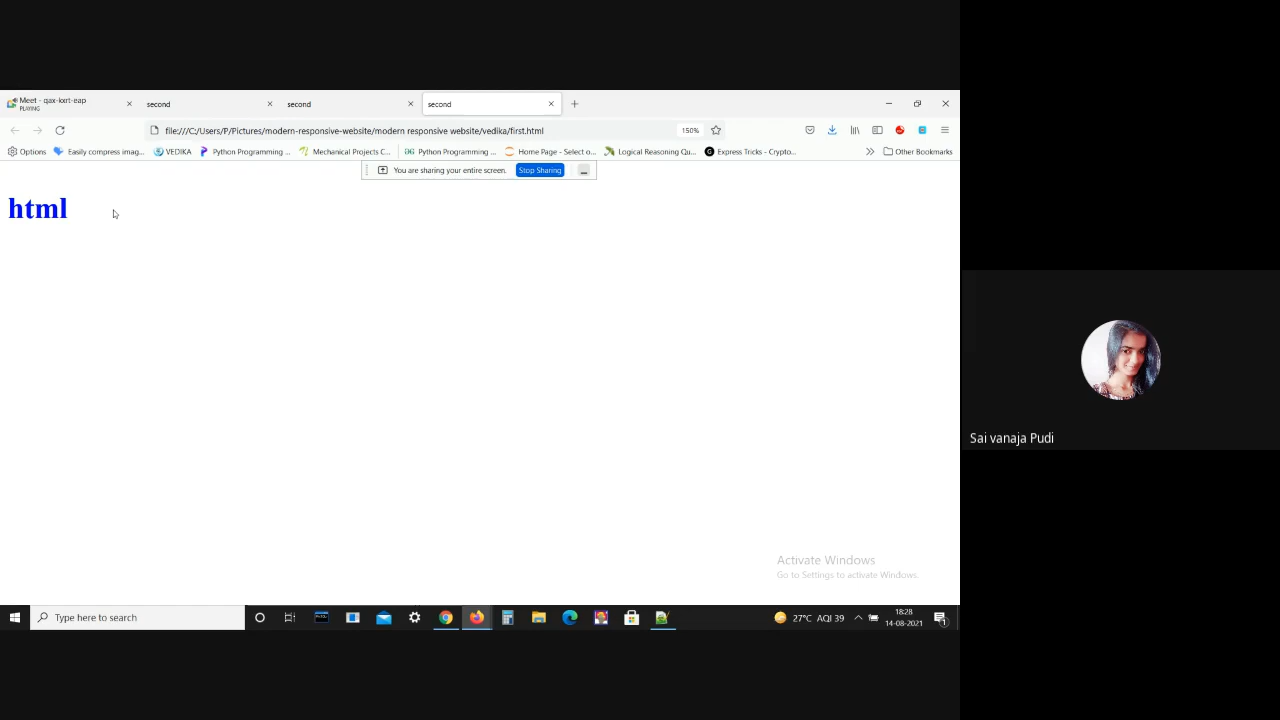 Meet - qax-kxrt-eap
PLAYING
second
second
second
file:///C:/Users/P/Pictures/modern-responsive-website/modern responsive website/vedika/first.html
150%
Options
Easily compress imag...
VEDIKA
Python Programming ...
Mechanical Projects C...
Python Programming ...
Home Page - Select o...
Logical Reasoning Qu...
Express Tricks - Crypto...
Other Bookmarks
You are sharing your entire screen.
Stop Sharing
html
Sai vanaja Pudi
Activate Windows
Go to Settings to activate Windows.
Type here to search
27°C AQI 39
18:28
14-08-2021
1